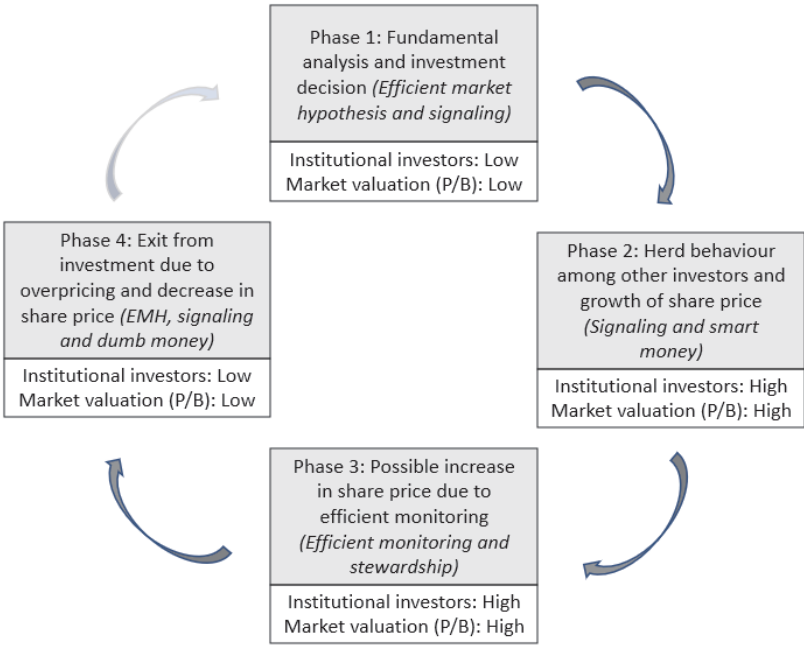 Phase 1: Fundamental
analysis and investment
decision (Efficient market
hypothesis and signaling)
Institutional investors: Low
Market valuation (P/B): Low
Phase 2: Herd behaviour
among other investors and
growth of share price
(Signaling and smart
money)
Institutional investors: High
Market valuation (P/B): High
Phase 3: Possible increase
in share price due to
efficient monitoring
(Efficient monitoring and
stewardship)
Institutional investors: High
Market valuation (P/B): High
Phase 4: Exit from
investment due to
overpricing and decrease in
share price (EMH, signaling
and dumb money)
Institutional investors: Low
Market valuation (P/B): Low